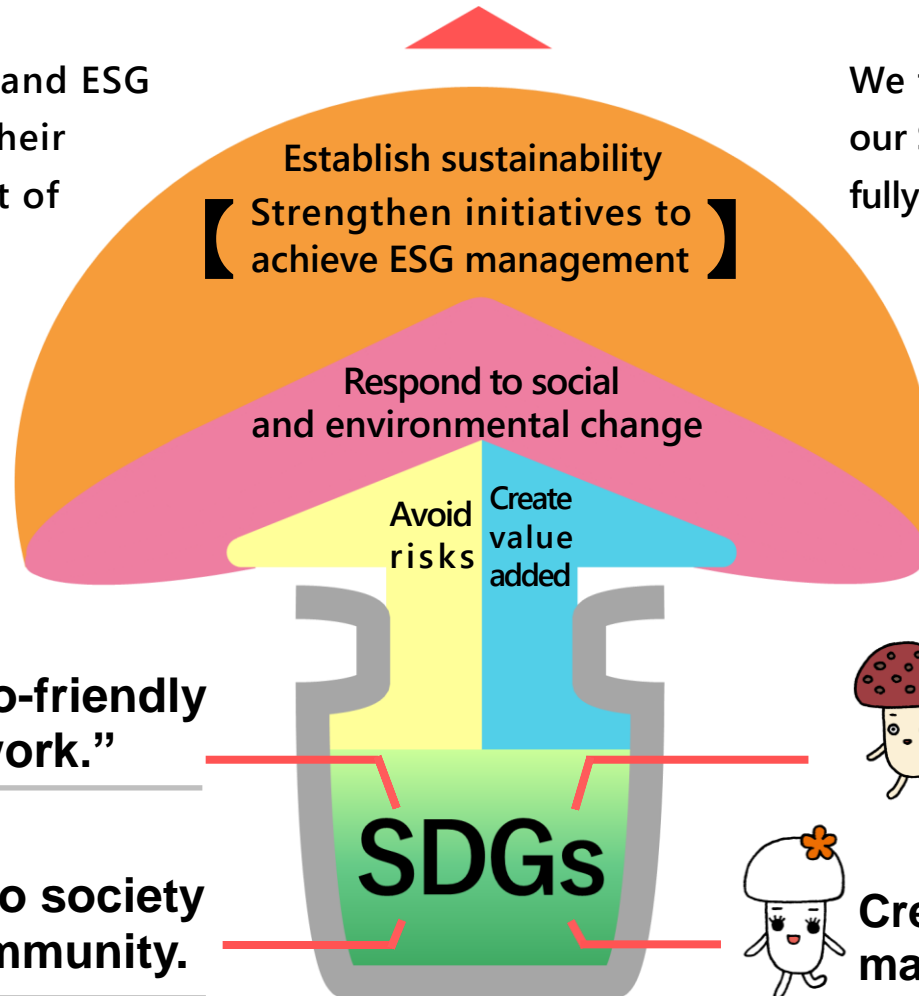 and ESG
heir
t of
We
our
fully
Establish sustainability
Strengthen initiatives to
achieve ESG management
Respond to social
and environmental change
Avoid
risks
Create
value
added
o-friendly
work.”
SDGs
o society
mmunity.
Cre
ma